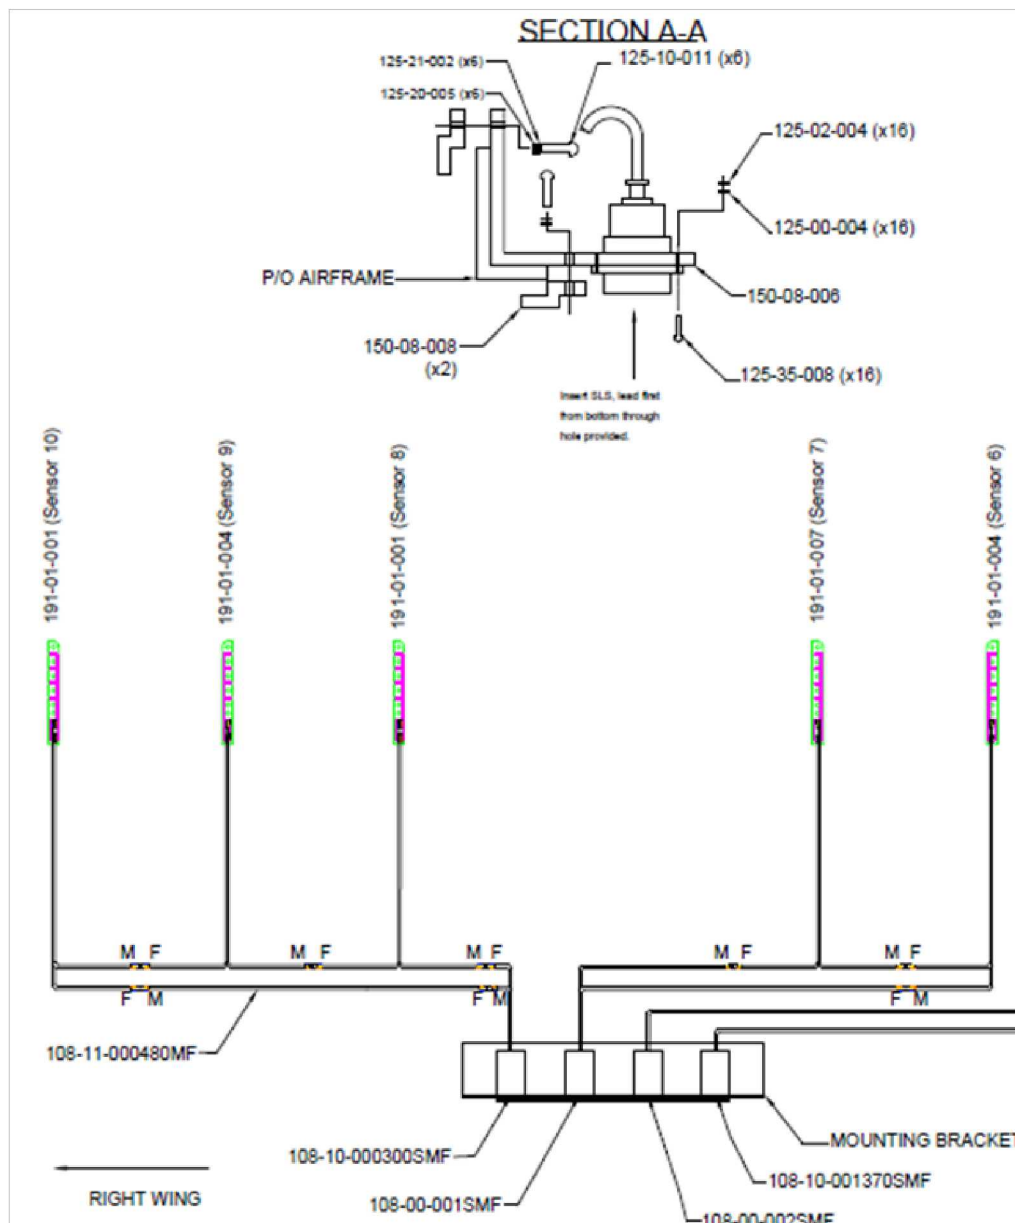 SECTION A-A
125-21-002 (x6)
125-10-011 (x6)
125-20-005 (x6)
125-02-004 (x16)
125-00-004 (x16)
P/O AIRFRAME
150-08-006
150-08-008
(x2)
125-35-008 (x16)
Insert SLS, lead first
from bottom through
hole provided.
191-01-001 (Sensor 10)
191-01-004 (Sensor 9)
191-01-001 (Sensor 8)
191-01-007 (Sensor 7)
191-01-004 (Sensor 6)
M F
M F
M F
M F
M F
F M
F M
F M
108-11-000480MF
MOUNTING BRACKET
108-10-000300SMF
108-10-001370SMF
RIGHT WING
108-00-001SMF
108-00-002SMF